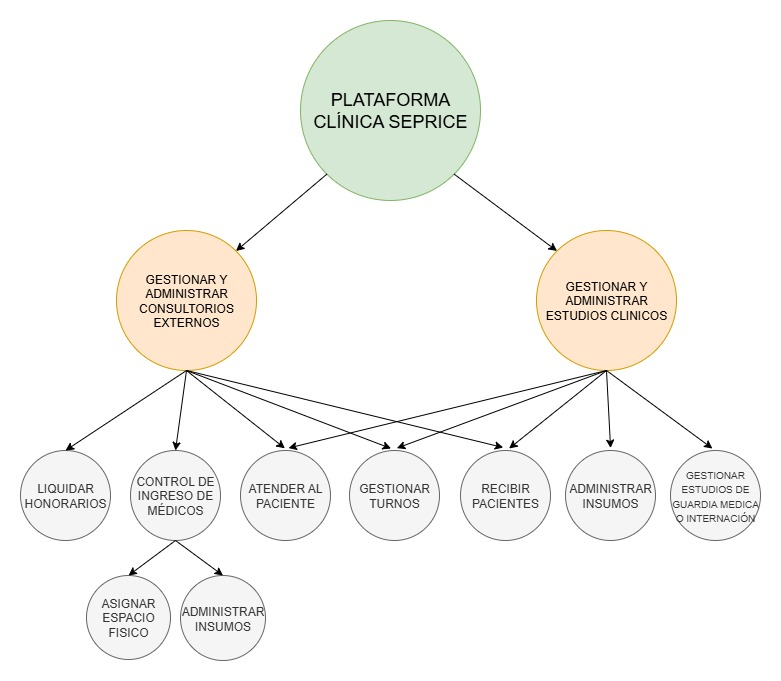 PLATAFORMA
CLÍNICA SEPRICE
GESTIONAR Y
ADMINISTRAR
CONSULTORIOS
EXTERNOS
GESTIONAR Y
ADMINISTRAR
ESTUDIOS CLINICOS
LIQUIDAR
HONORARIOS
CONTROL DE
INGRESO DE
MÉDICOS
ATENDER AL
PACIENTE
GESTIONAR
TURNOS
RECIBIR
PACIENTES
ADMINISTRAR
INSUMOS
GESTIONAR
ESTUDIOS DE
GUARDIA MEDICA
O INTERNACIÓN
ASIGNAR
ESPACIO
FISICO
ADMINISTRAR
INSUMOS